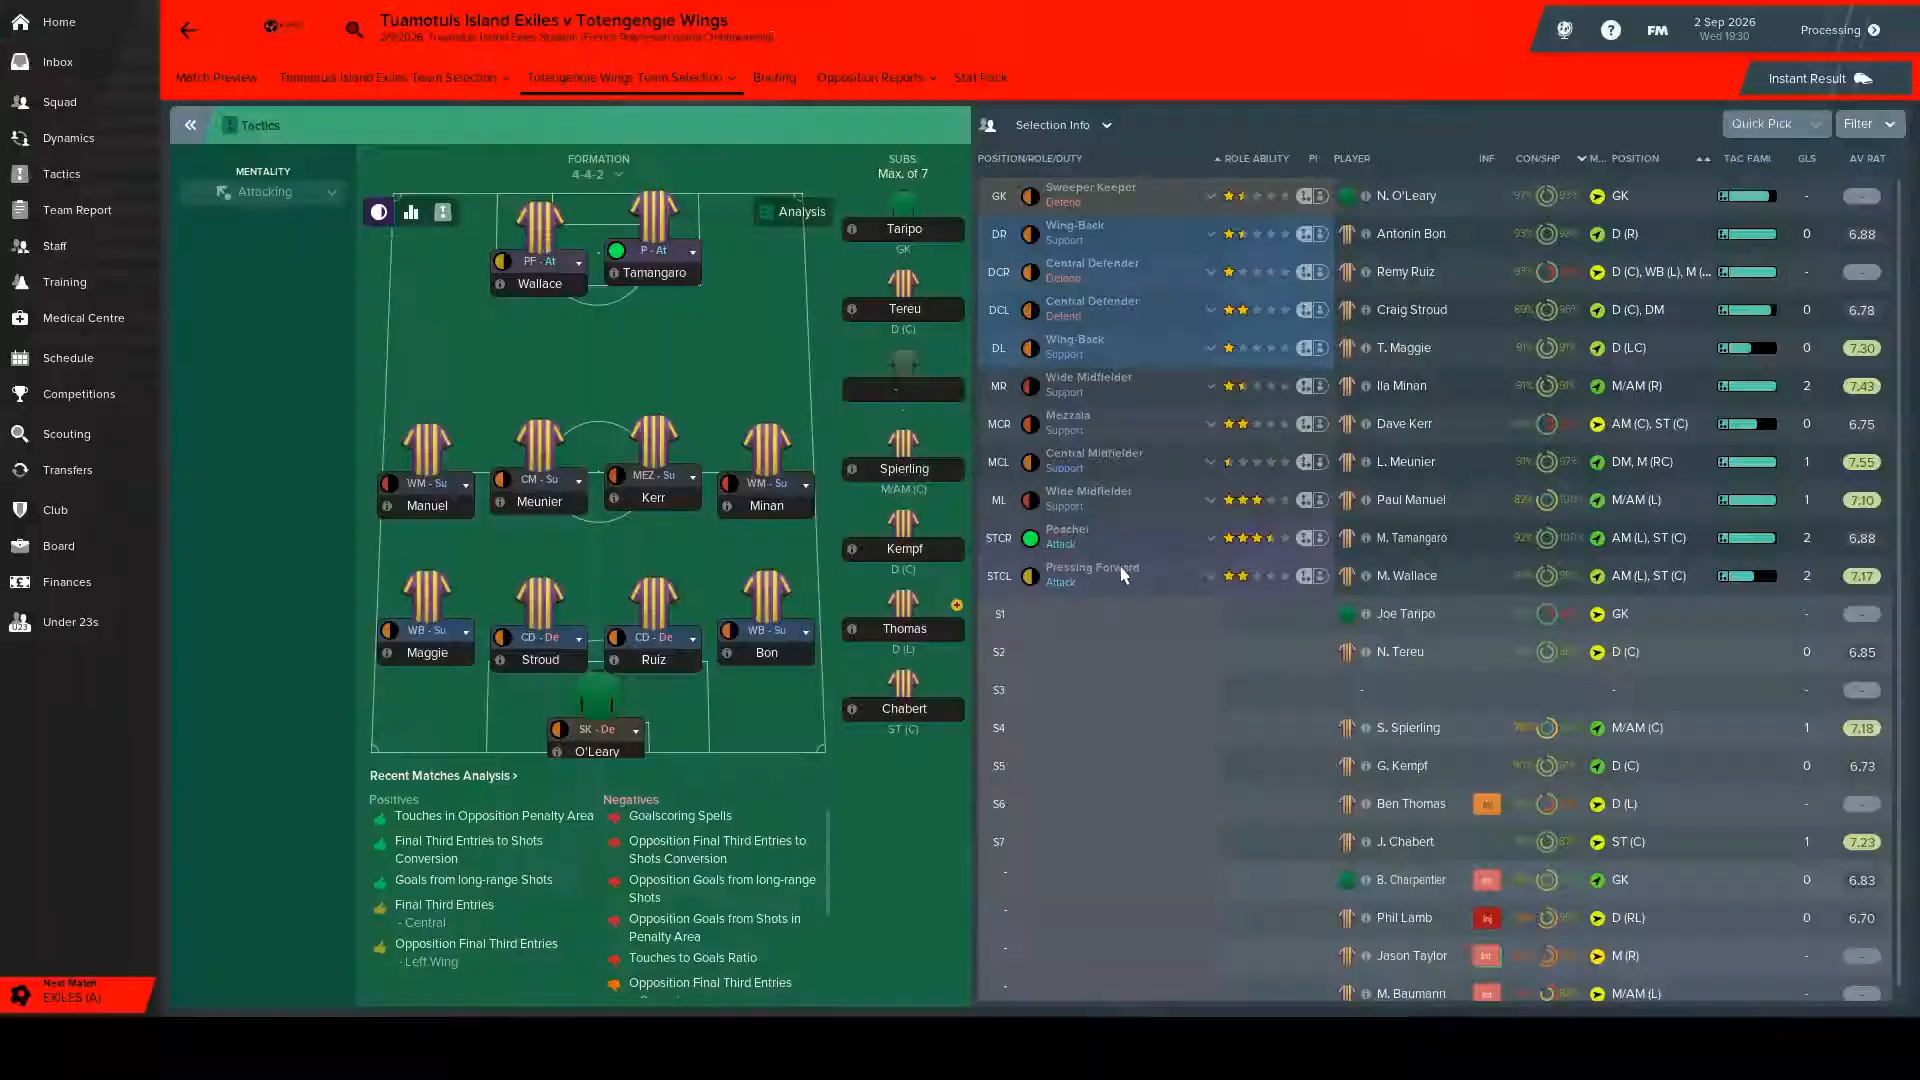 Home
Inbox
Squad
Dynamics
Tactics
Team Report
Staff
Training
Medical Centre
Schedule
Competitions
Scouting
Transfers
Club
Board
Finances
Under 23s
Next Match
EXILES (A)
Tuamotuis Island Exiles v Totengengie Wings
2 Sep 2026
Wed 19:30
FM
Processing
Instant Result
Match Preview
Tuamotuis Island Exiles Team Selection
Totengengie Wings Team Selection
Briefing
Opposition Reports
Stat Pack
Tactics
MENTALITY
Attacking
FORMATION
4-4-2
SUBS:
Max. of 7
Analysis
PF - At
Wallace
P - At
Tamangaro
WM - Su
Manuel
CM - Su
Meunier
MEZ - Su
Kerr
WM - Su
Minan
WB - Su
Maggie
CD - De
Stroud
CD - De
Ruiz
WB - Su
Bon
SK - De
O'Leary
Taripo
GK
Tereu
D (C)
-
Spierling
M/AM (C)
Kempf
D (C)
Thomas
D (L)
Chabert
ST (C)
Recent Matches Analysis >
Positives
Touches in Opposition Penalty Area
Final Third Entries to Shots
Conversion
Goals from long-range Shots
Final Third Entries
- Central
Opposition Final Third Entries
- Left Wing
Negatives
Goalscoring Spells
Opposition Final Third Entries to
Shots Conversion
Opposition Goals from long-range
Shots
Opposition Goals from Shots in
Penalty Area
Touches to Goals Ratio
Opposition Final Third Entries
Selection Info
Quick Pick
Filter
POSITION/ROLE/DUTY ROLE ABILITY PI PLAYER INF CON/SHP M... POSITION TAC FAMI GLS AV RAT
GK Sweeper Keeper Defend N. O'Leary GK - -
DR Wing-Back Support Antonin Bon D (R) 0 6.88
DCR Central Defender Defend Remy Ruiz D (C), WB (L), M (... - -
DCL Central Defender Defend Craig Stroud D (C), DM 0 6.78
DL Wing-Back Support T. Maggie D (LC) 0 7.30
MR Wide Midfielder Support Ila Minan M/AM (R) 2 7.43
MCR Mezzala Support Dave Kerr AM (C), ST (C) 0 6.75
MCL Central Midfielder Support L. Meunier DM, M (RC) 1 7.55
ML Wide Midfielder Support Paul Manuel M/AM (L) 1 7.10
STCR Poacher Attack M. Tamangaro AM (L), ST (C) 2 6.88
STCL Pressing Forward Attack M. Wallace AM (L), ST (C) 2 7.17
S1 Joe Taripo GK - -
S2 N. Tereu D (C) 0 6.85
S3 - - - -
S4 S. Spierling M/AM (C) 1 7.18
S5 G. Kempf D (C) 0 6.73
S6 Ben Thomas Inj D (L) - -
S7 J. Chabert ST (C) 1 7.23
- B. Charpentier Int GK 0 6.83
- Phil Lamb Inj D (RL) 0 6.70
- Jason Taylor Int M (R) - -
- M. Baumann Int M/AM (L) - -